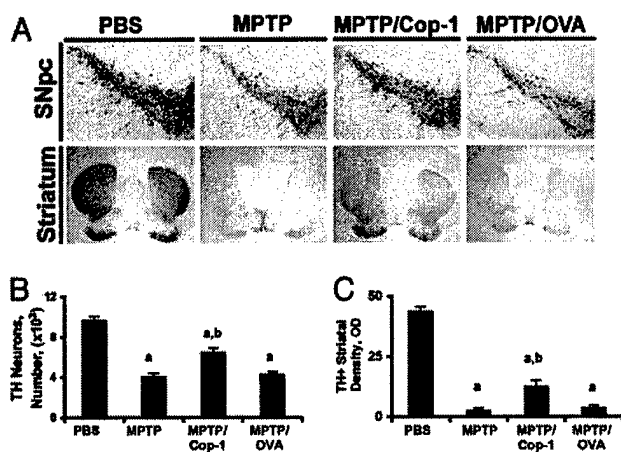 A
PBS
MPTP
MPTP/Cop-1
MPTP/OVA
SNpc
Striatum
B
TH Neurons,
Number, (x10³)
12
8
4
0
PBS
MPTP
MPTP/
Cop-1
MPTP/
OVA
a
a,b
a
C
TH+ Striatal
Density, OD
50
25
0
PBS
MPTP
MPTP/
Cop-1
MPTP/
OVA
a
a,b
a